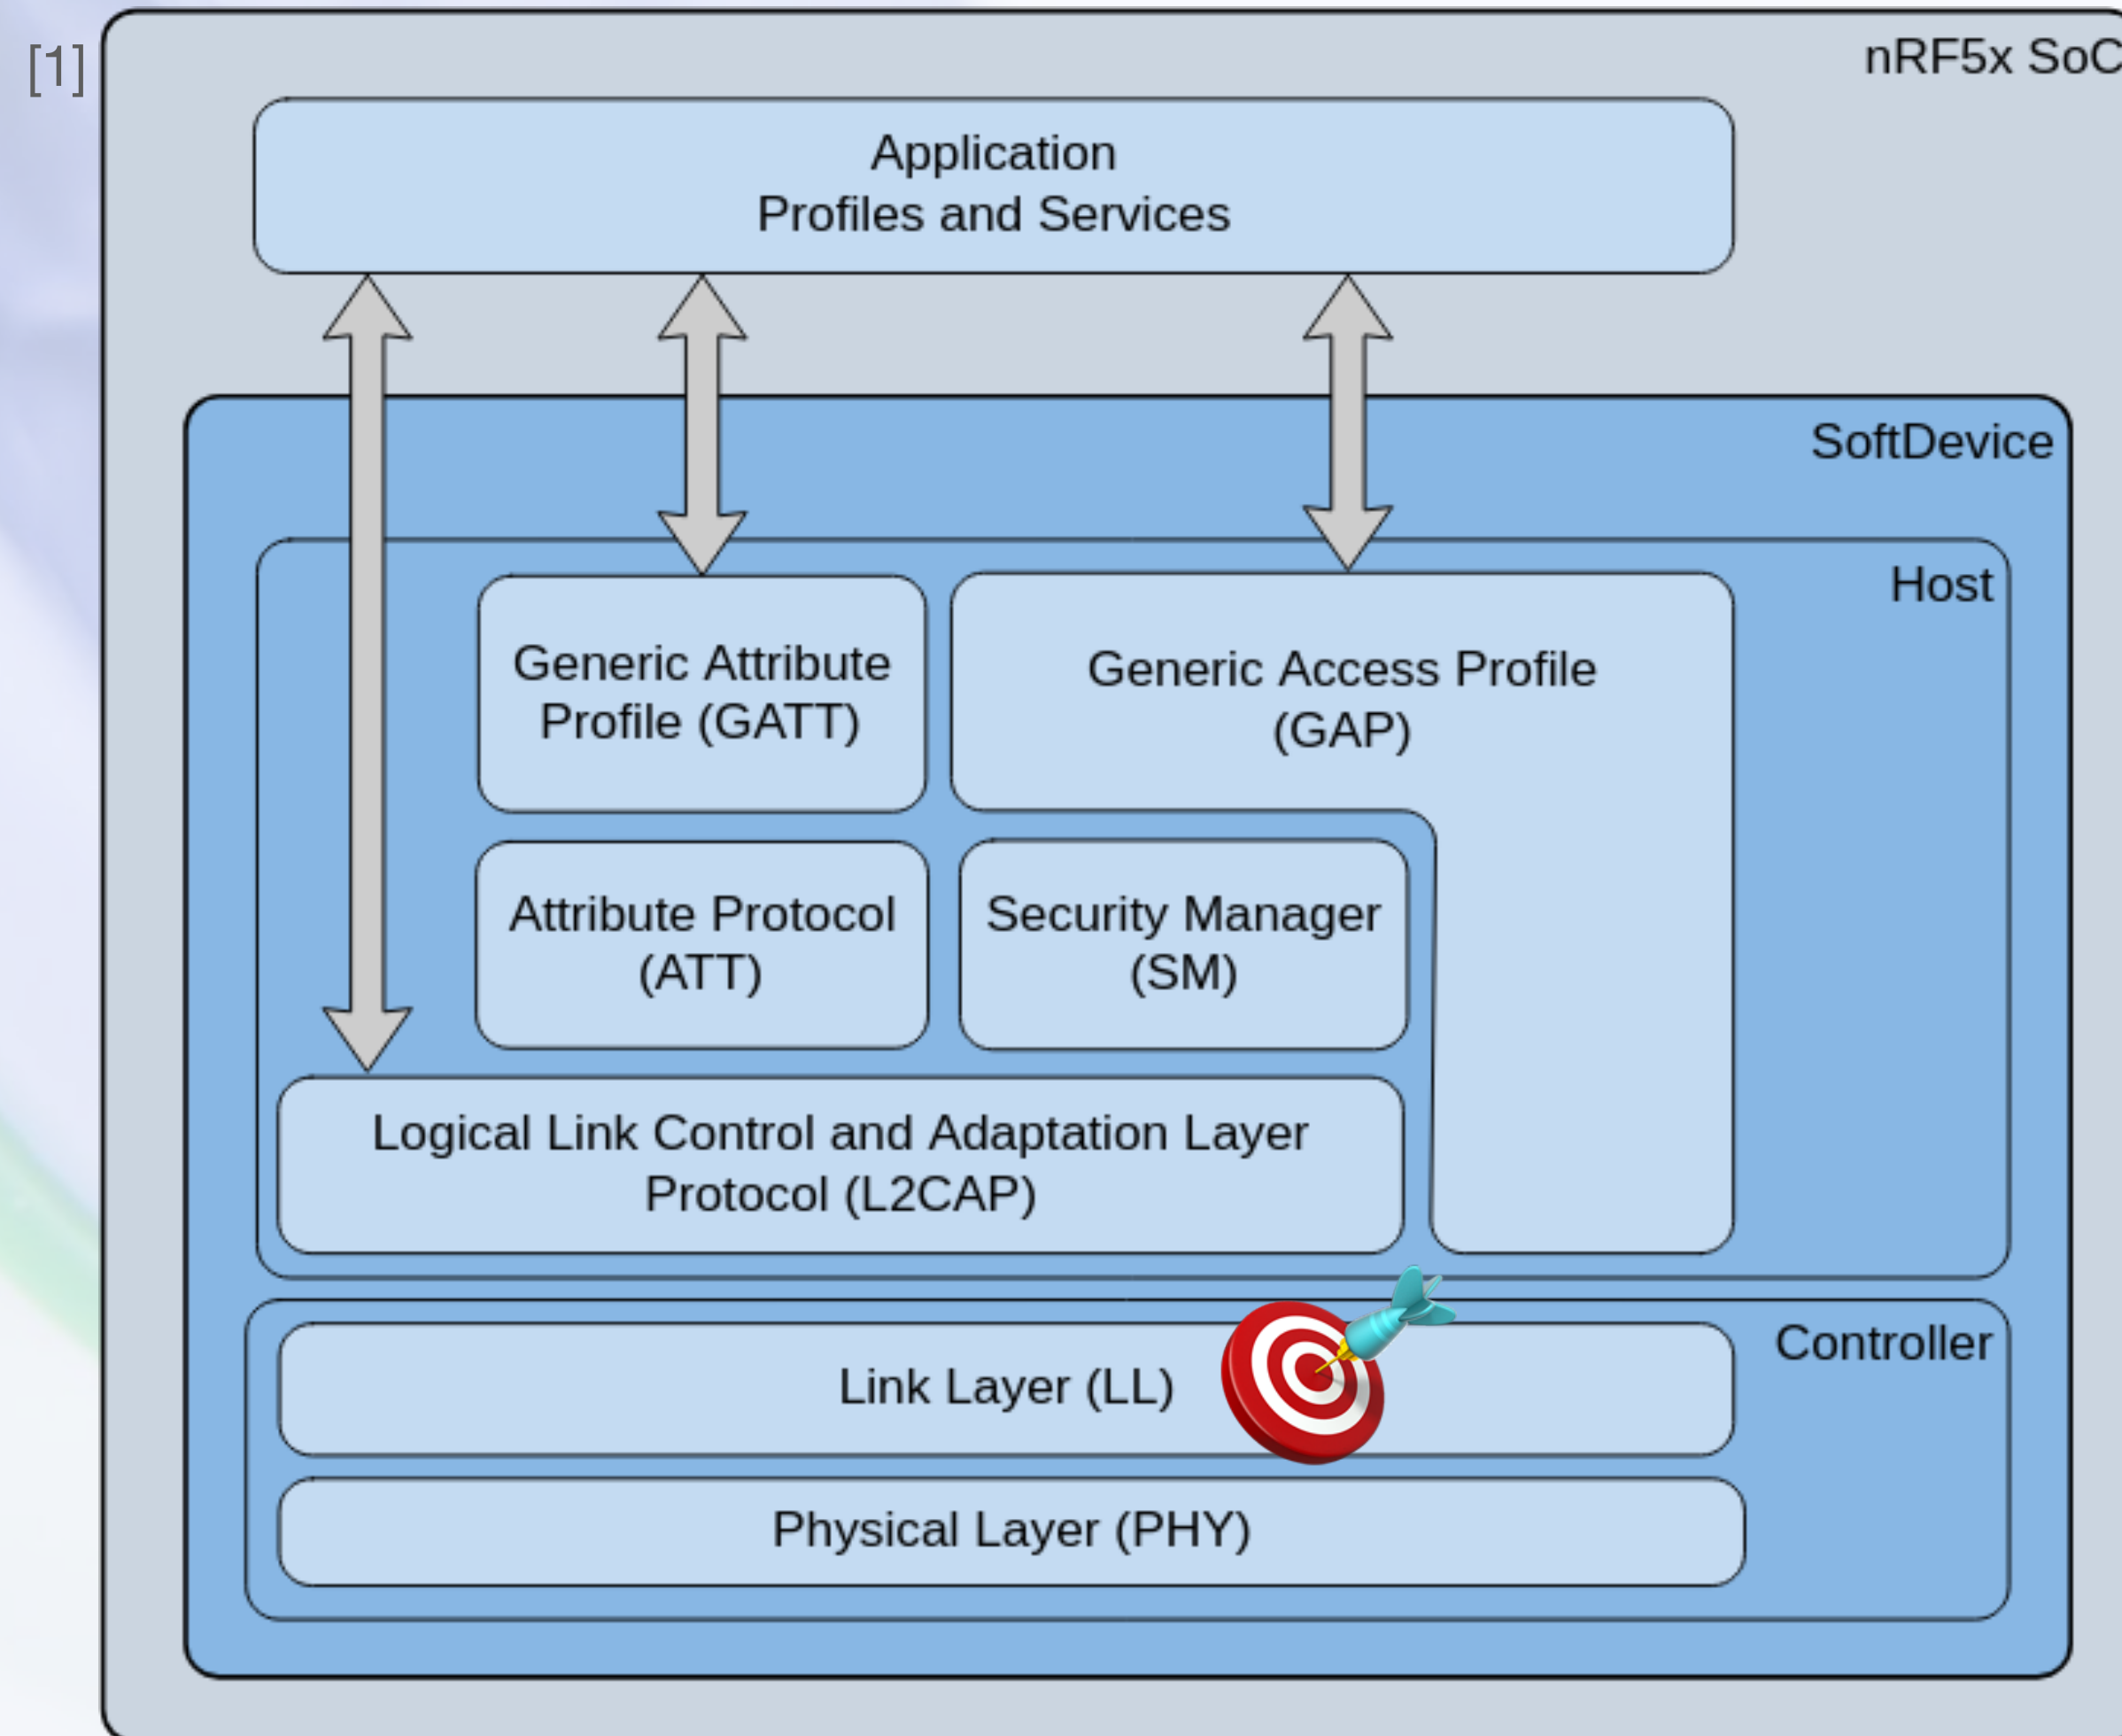 [1]
nRF5x SoC
Application
Profiles and Services
SoftDevice
Host
Generic Attribute
Profile (GATT)
Generic Access Profile
(GAP)
Attribute Protocol
(ATT)
Security Manager
(SM)
Logical Link Control and Adaptation Layer
Protocol (L2CAP)
Controller
Link Layer (LL)
Physical Layer (PHY)